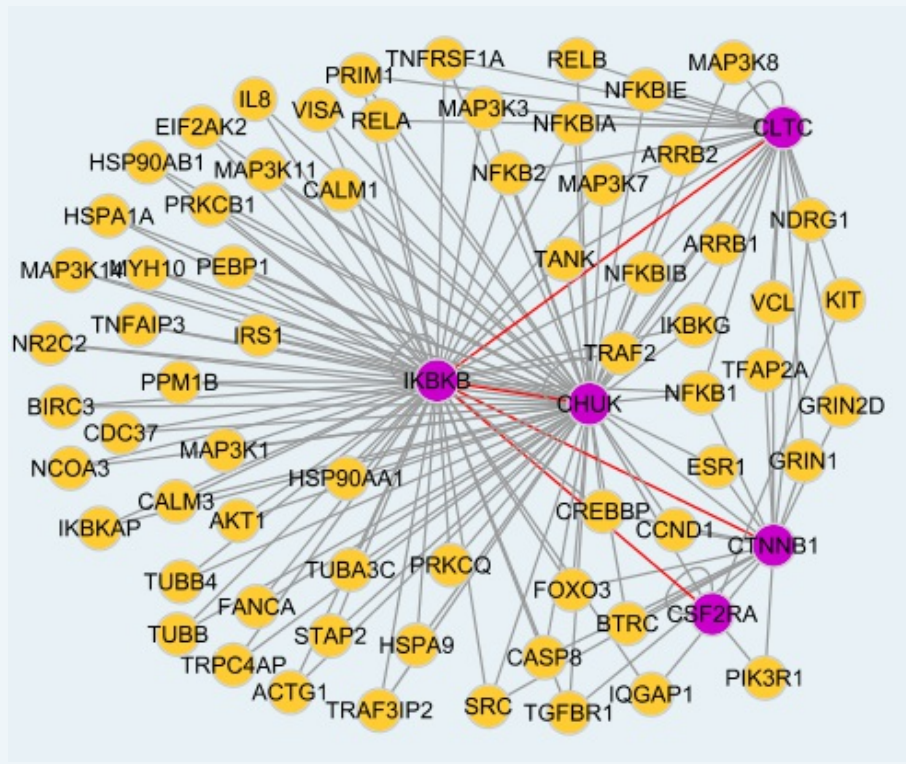 TNFRSF1A
RELB
MAP3K8
PRIM1
NFKBIE
IL8
VISA
RELA
MAP3K3
NFKBIA
CLTC
EIF2AK2
HSP90AB1
MAP3K11
CALM1
NFKB2
MAP3K7
ARRB2
HSPA1A
PRKCB1
NDRG1
MAP3K14
MYH10
PEBP1
TANK
NFKBIB
ARRB1
VCL
KIT
TNFAIP3
IRS1
IKBKG
NR2C2
TRAF2
TFAP2A
PPM1B
IKBKB
CHUK
NFKB1
GRIN2D
BIRC3
CDC37
MAP3K1
NCOA3
HSP90AA1
ESR1
GRIN1
IKBKAP
CALM3
AKT1
CREBBP
CCND1
CTNNB1
TUBB4
TUBA3C
PRKCQ
FOXO3
FANCA
CSF2RA
TUBB
STAP2
HSPA9
CASP8
BTRC
TRPC4AP
ACTG1
TRAF3IP2
SRC
TGFBR1
IQGAP1
PIK3R1